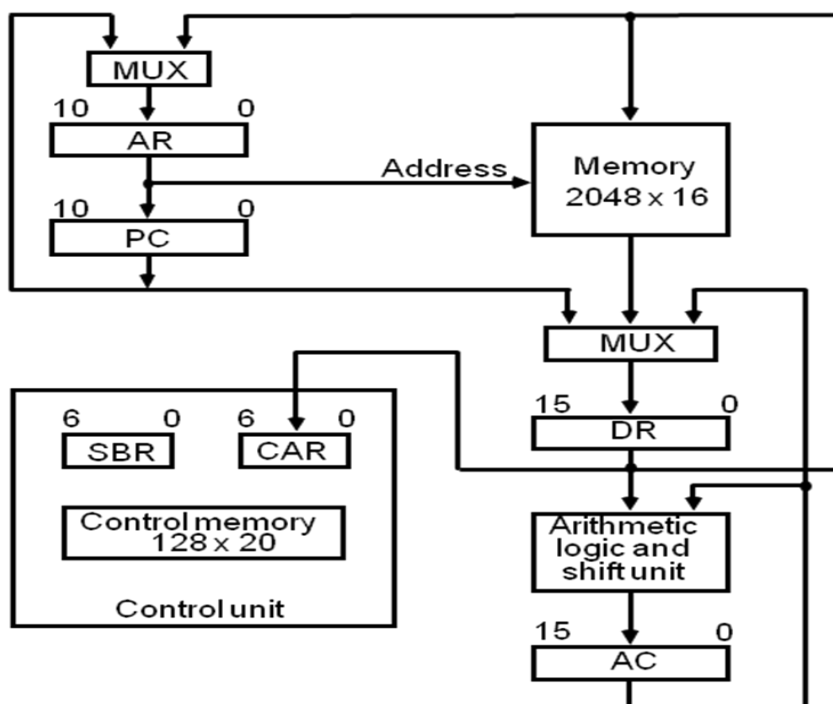 MUX
10 0
AR
Address
Memory
2048 x 16
10 0
PC
MUX
15 0
DR
6 0 6 0
SBR CAR
Control memory
128 x 20
Control unit
Arithmetic
logic and
shift unit
15 0
AC